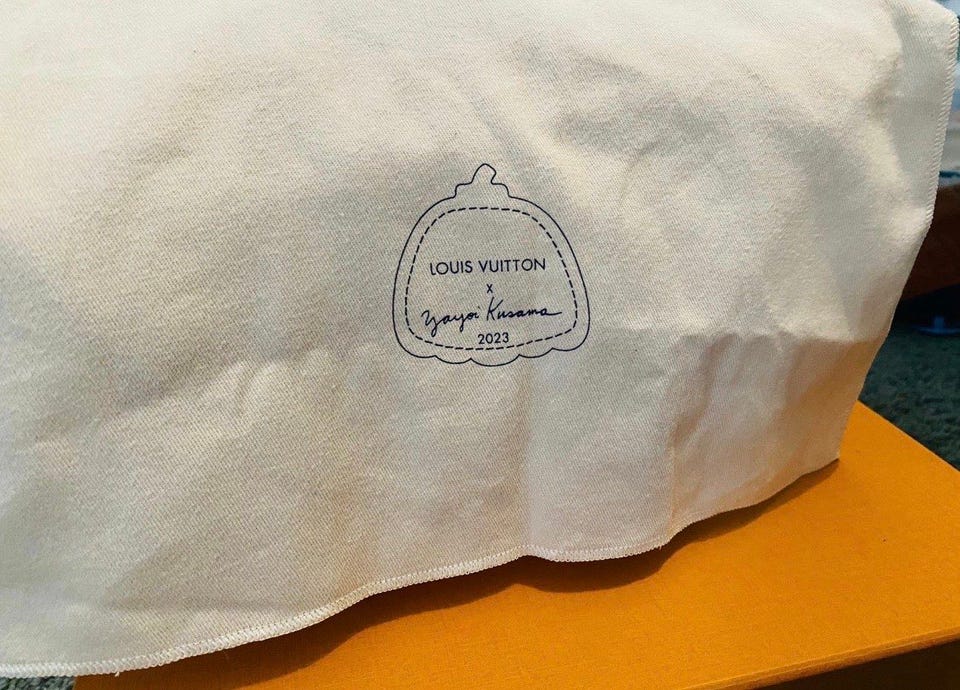 LOUIS VUITTON
x
Yayoi Kusama
2023